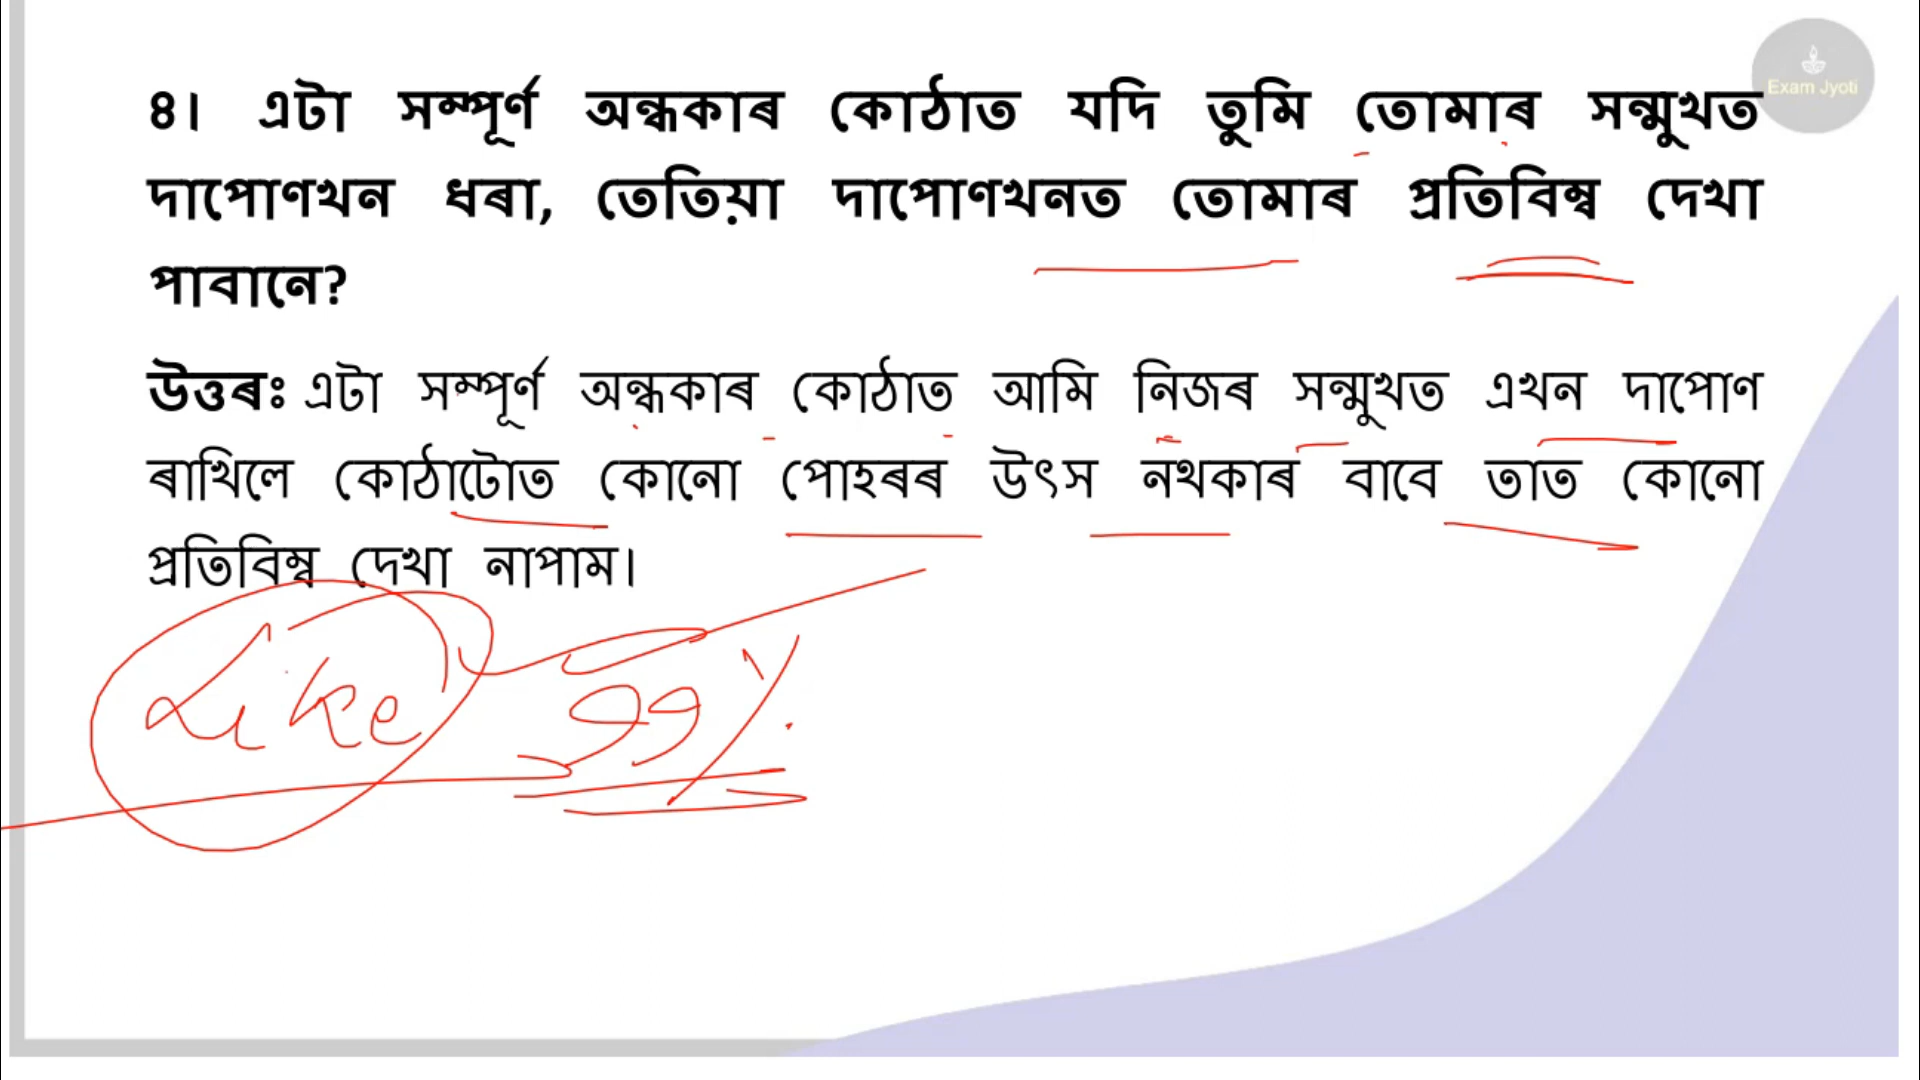 Exam Jyoti
৪। এটা সম্পূৰ্ণ অন্ধকাৰ কোঠাত যদি তুমি তোমাৰ সন্মুখত
দাপোণখন ধৰা, তেতিয়া দাপোণখনত তোমাৰ প্ৰতিবিম্ব দেখা
পাবানে?
উত্তৰঃ এটা সম্পূৰ্ণ অন্ধকাৰ কোঠাত আমি নিজৰ সন্মুখত এখন দাপোণ
ৰাখিলে কোঠাটোত কোনো পোহৰৰ উৎস নথকাৰ বাবে তাত কোনো
প্ৰতিবিম্ব দেখা নাপাম।
Like 99%